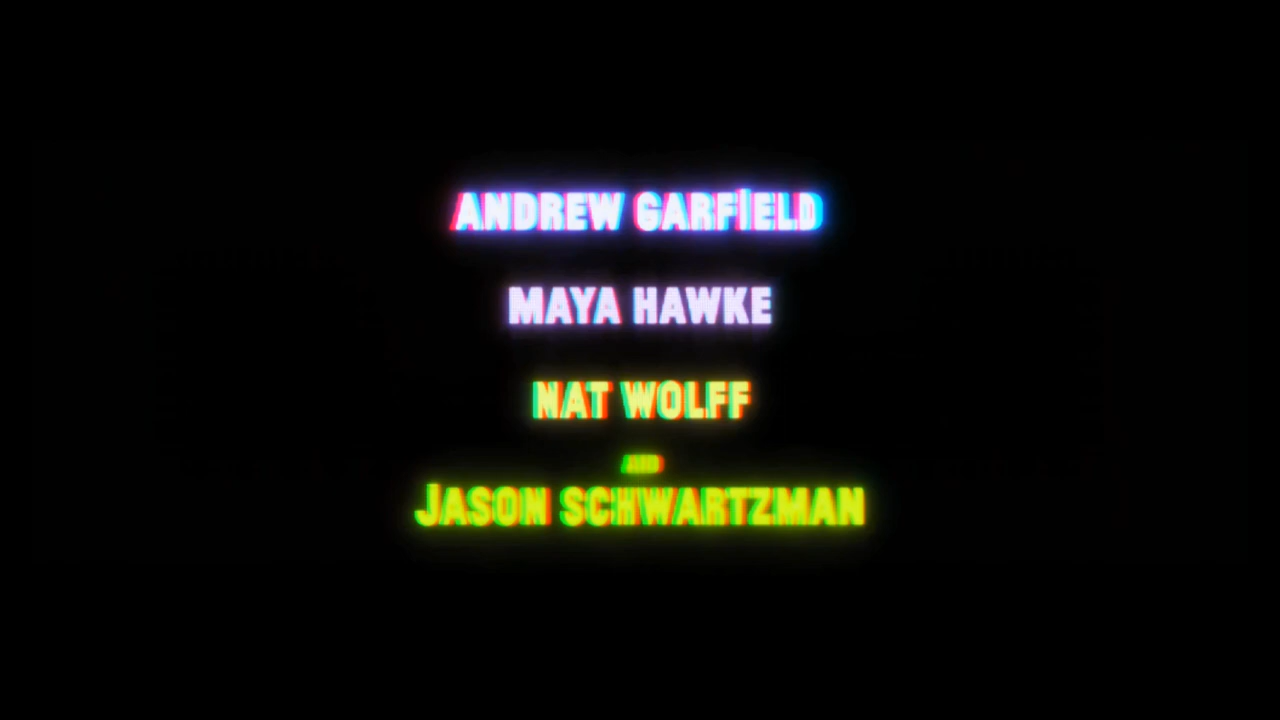 ANDREW GARFIELD
MAYA HAWKE
NAT WOLFF
AND
JASON SCHWARTZMAN